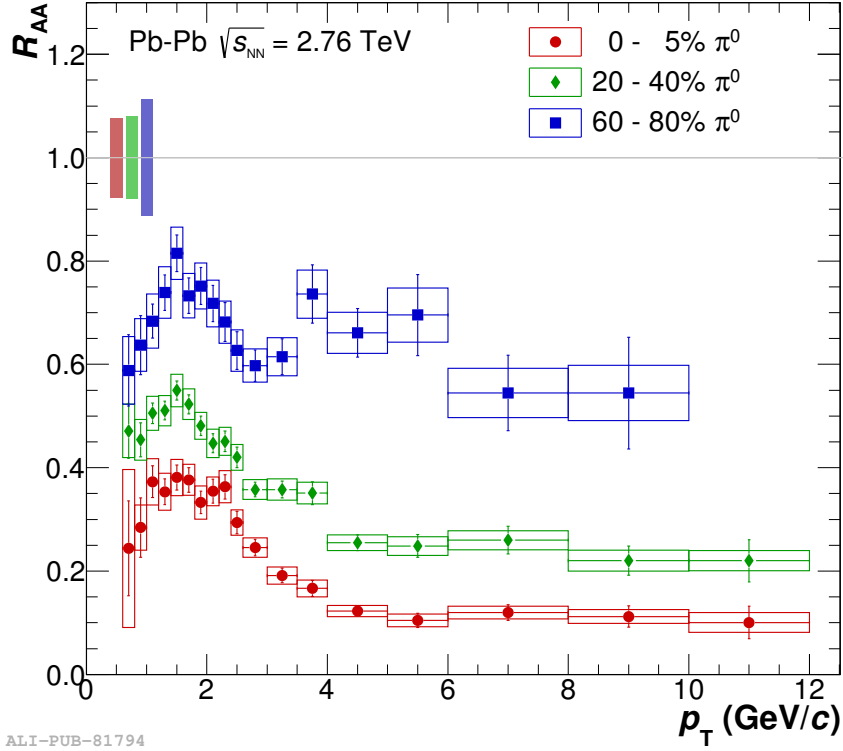 R_AA
Pb-Pb √s_NN = 2.76 TeV
0 - 5% π⁰
20 - 40% π⁰
60 - 80% π⁰
1.2
1.0
0.8
0.6
0.4
0.2
0.0
0 2 4 6 8 10 12
p_T (GeV/c)
ALI-PUB-81794